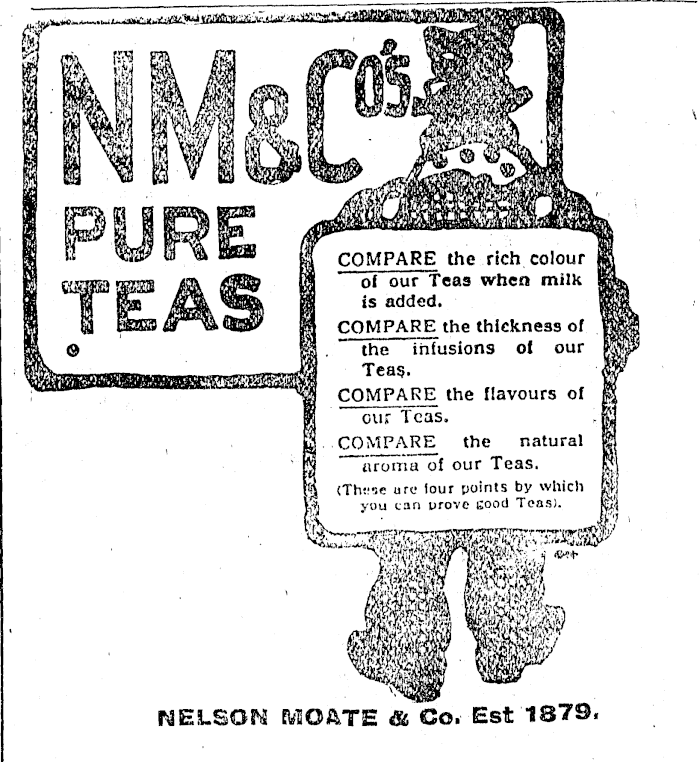 NM&Co's.
PURE
TEAS
COMPARE the rich colour
of our Teas when milk
is added.
COMPARE the thickness of
the infusions of our
Teas.
COMPARE the flavours of
our Teas.
COMPARE the natural
aroma of our Teas.
(These are four points by which
you can prove good Teas).
NELSON MOATE & Co. Est 1879.